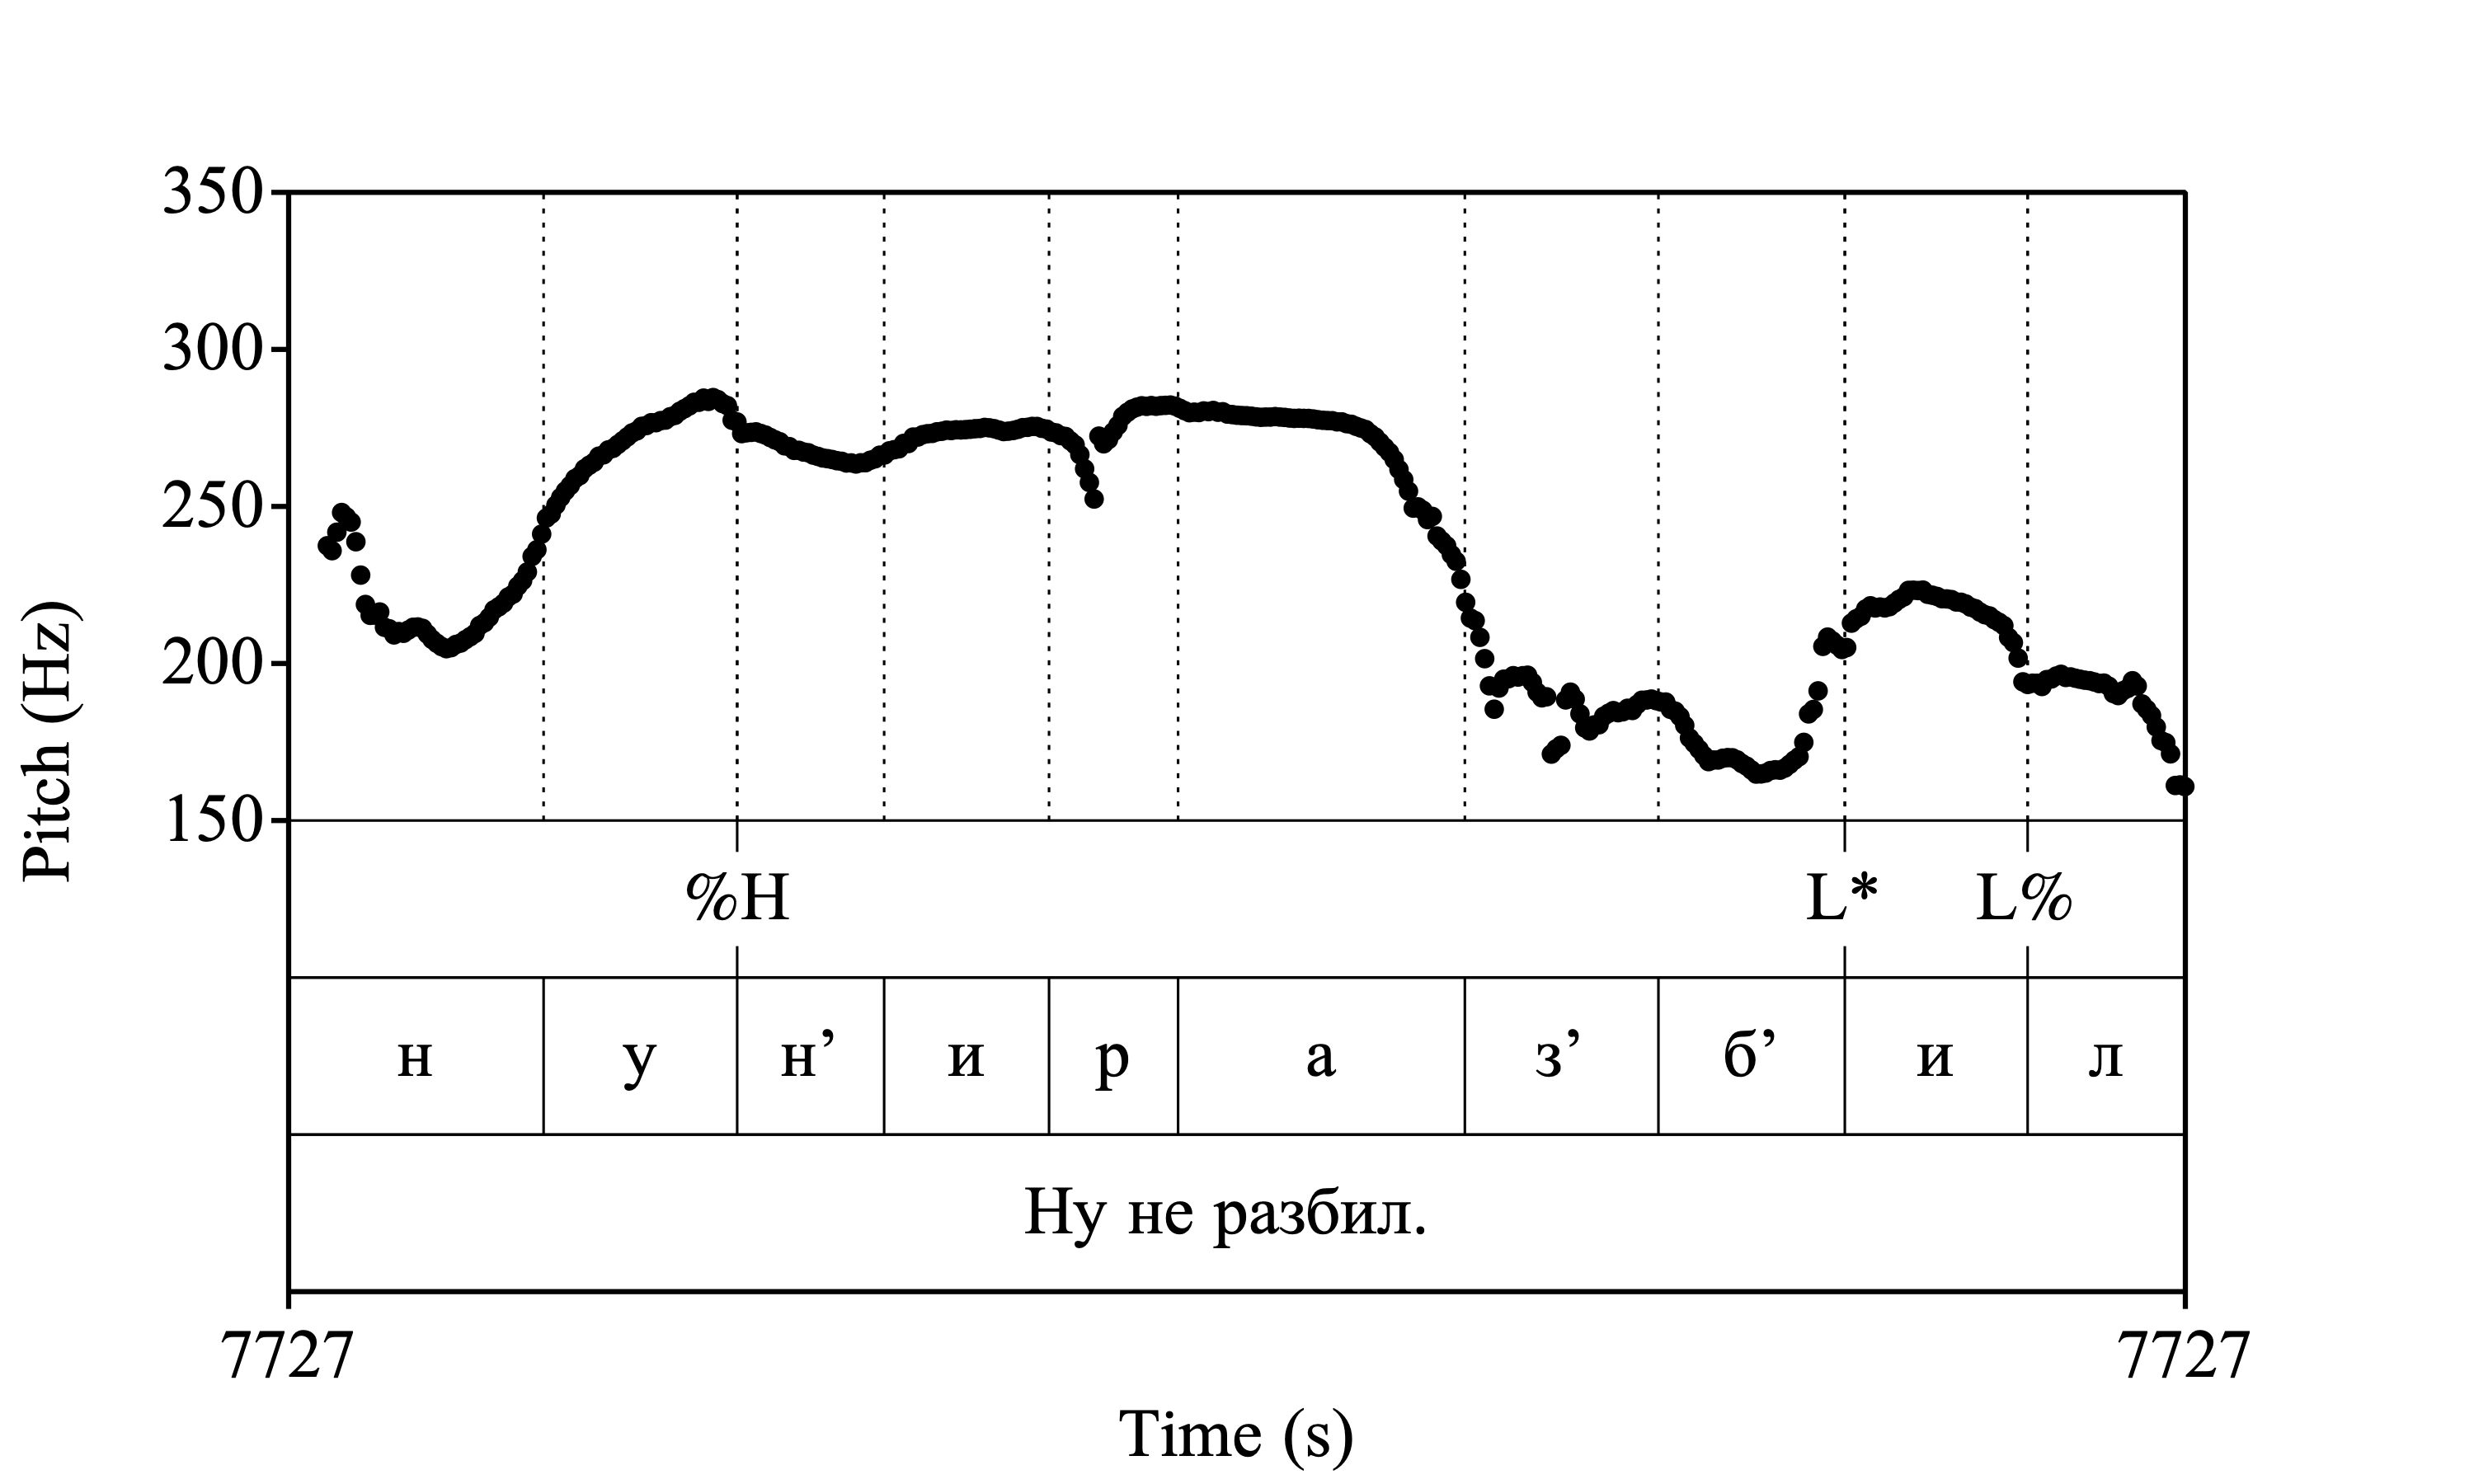 350
300
250
200
150
Pitch (Hz)
%H L* L%
н у н’ и р а з’ б’ и л
Ну не разбил.
7727 7727
Time (s)